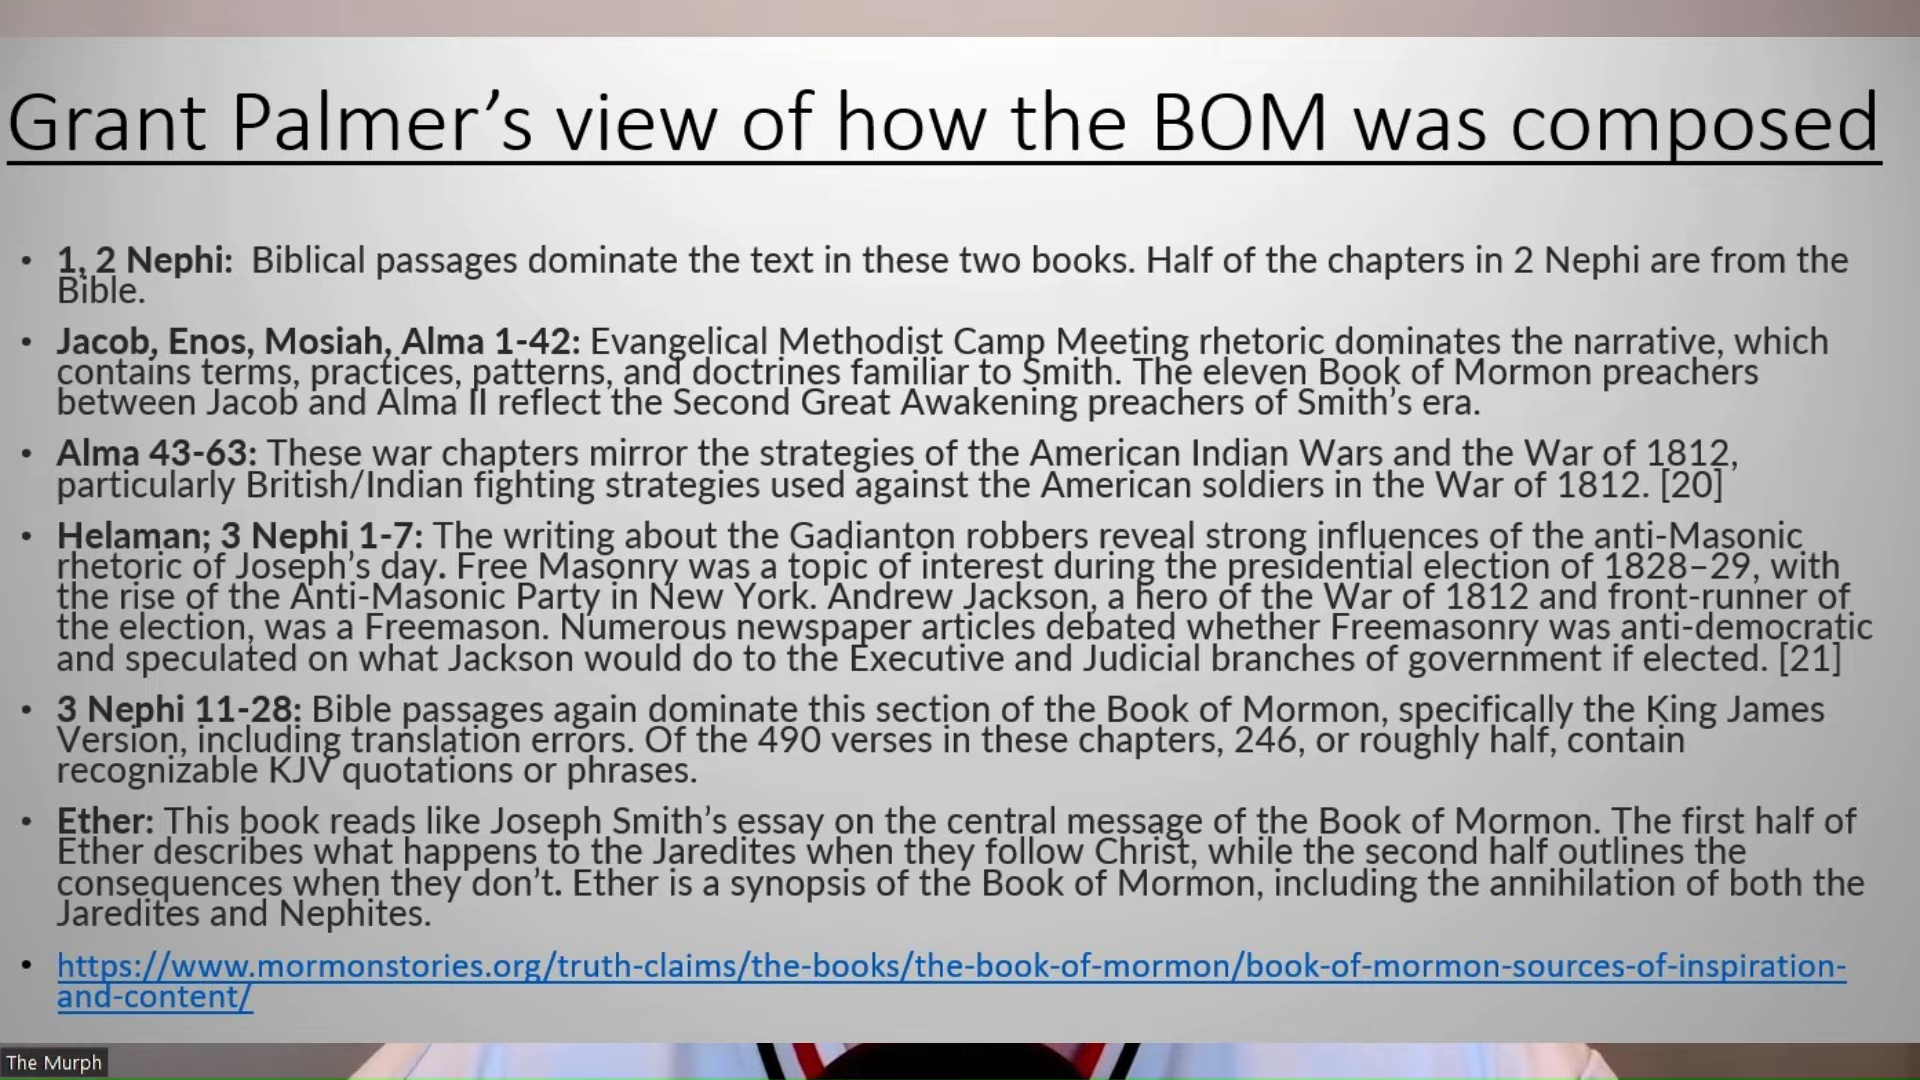 Grant Palmer’s view of how the BOM was composed
• 1, 2 Nephi: Biblical passages dominate the text in these two books. Half of the chapters in 2 Nephi are from the
Bible.
• Jacob, Enos, Mosiah, Alma 1-42: Evangelical Methodist Camp Meeting rhetoric dominates the narrative, which
contains terms, practices, patterns, and doctrines familiar to Smith. The eleven Book of Mormon preachers
between Jacob and Alma II reflect the Second Great Awakening preachers of Smith’s era.
• Alma 43-63: These war chapters mirror the strategies of the American Indian Wars and the War of 1812,
particularly British/Indian fighting strategies used against the American soldiers in the War of 1812. [20]
• Helaman; 3 Nephi 1-7: The writing about the Gadianton robbers reveal strong influences of the anti-Masonic
rhetoric of Joseph’s day. Free Masonry was a topic of interest during the presidential election of 1828–29, with
the rise of the Anti-Masonic Party in New York. Andrew Jackson, a hero of the War of 1812 and front-runner of
the election, was a Freemason. Numerous newspaper articles debated whether Freemasonry was anti-democratic
and speculated on what Jackson would do to the Executive and Judicial branches of government if elected. [21]
• 3 Nephi 11-28: Bible passages again dominate this section of the Book of Mormon, specifically the King James
Version, including translation errors. Of the 490 verses in these chapters, 246, or roughly half, contain
recognizable KJV quotations or phrases.
• Ether: This book reads like Joseph Smith’s essay on the central message of the Book of Mormon. The first half of
Ether describes what happens to the Jaredites when they follow Christ, while the second half outlines the
consequences when they don’t. Ether is a synopsis of the Book of Mormon, including the annihilation of both the
Jaredites and Nephites.
• https://www.mormonstories.org/truth-claims/the-books/the-book-of-mormon/book-of-mormon-sources-of-inspiration-
and-content/
The Murph